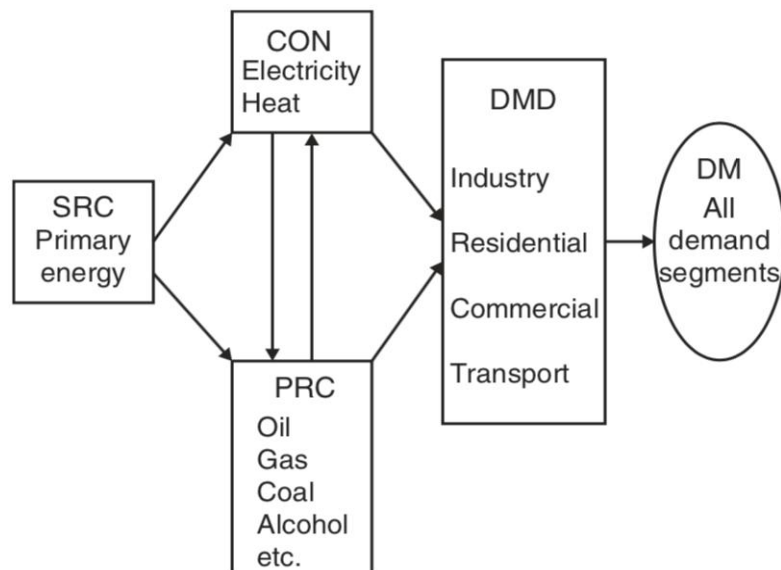 CON
Electricity
Heat
SRC
Primary
energy
PRC
Oil
Gas
Coal
Alcohol
etc.
DMD
Industry
Residential
Commercial
Transport
DM
All
demand
segments